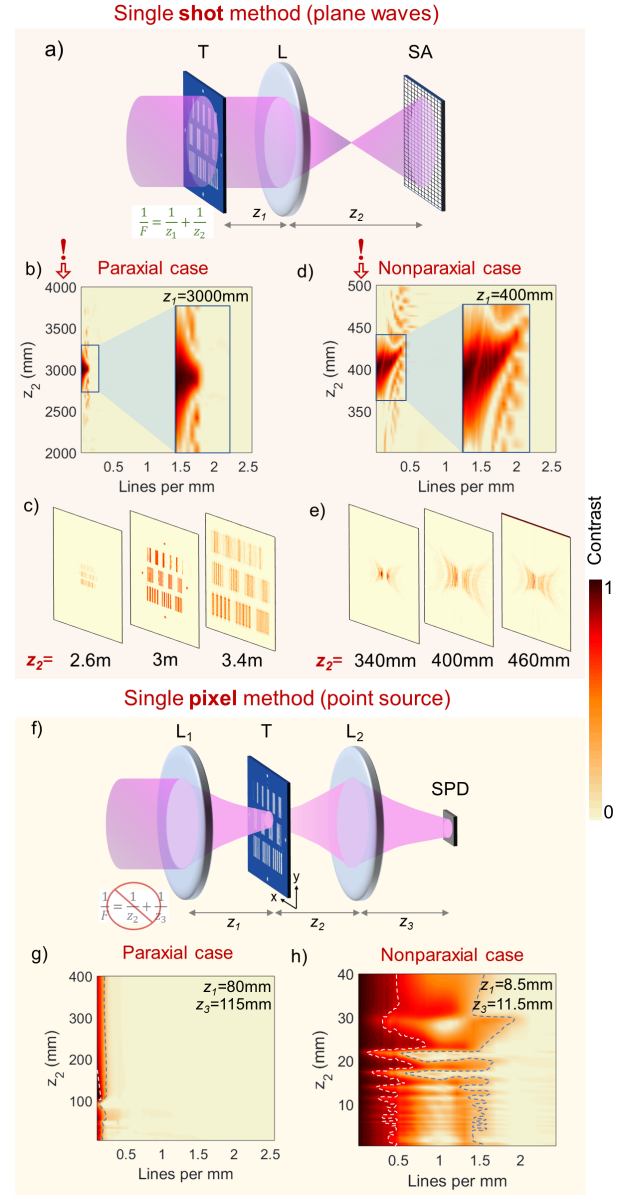 Single shot method (plane waves)
a)
T L SA
1/F = 1/z1 + 1/z2
z1 z2
!
b) Paraxial case
z1=3000mm
4000
3500
3000
2500
2000
z2 (mm)
0.5 1 1.5 2 2.5
Lines per mm
!
d) Nonparaxial case
z1=400mm
500
450
400
350
z2 (mm)
0.5 1 1.5 2 2.5
Lines per mm
c)
z2= 2.6m 3m 3.4m
e)
z2= 340mm 400mm 460mm
Contrast
1
0
Single pixel method (point source)
f)
L1 T L2
SPD
y
x
1/F = 1/z2 + 1/z3
z1 z2 z3
g) Paraxial case
z1=80mm
z3=115mm
400
300
200
100
z2 (mm)
0.5 1 1.5 2 2.5
Lines per mm
h) Nonparaxial case
z1=8.5mm
z3=11.5mm
40
30
20
10
z2 (mm)
0.5 1 1.5 2
Lines per mm